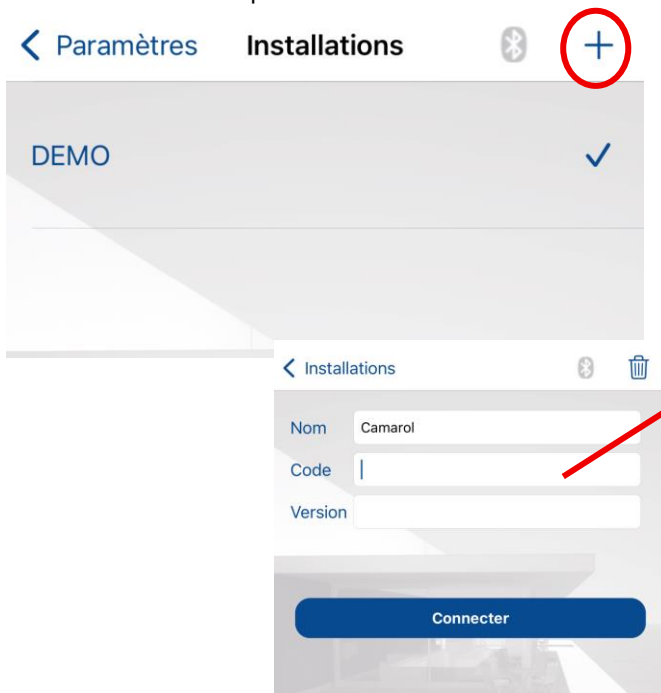 Paramètres Installations
DEMO
Installations
Nom Camarol
Code
Version
Connecter